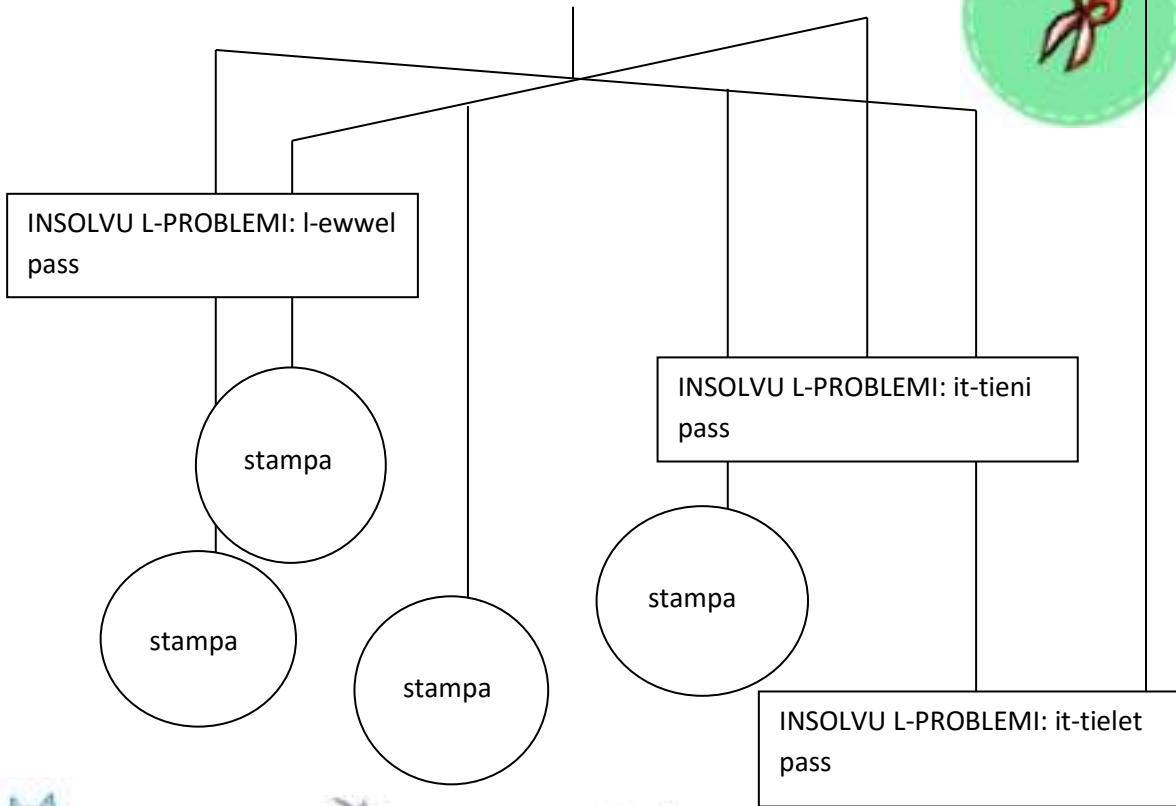 INSOLVU L-PROBLEMI: l-ewwel
pass
INSOLVU L-PROBLEMI: it-tieni
pass
stampa
stampa
stampa
stampa
INSOLVU L-PROBLEMI: it-tielet
pass